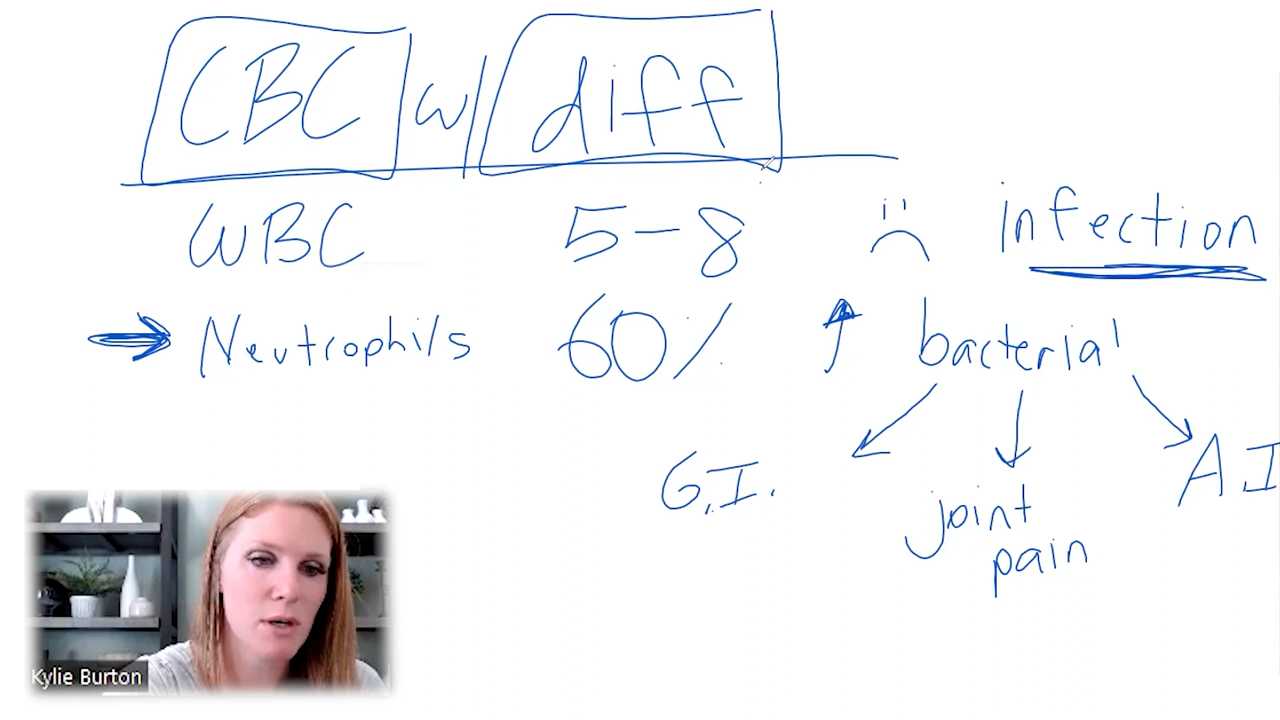 CBC w/ diff
WBC 5-8 infection
Neutrophils 60% ↑ bacterial
G.I.
joint
pain
A.I
Kylie Burton